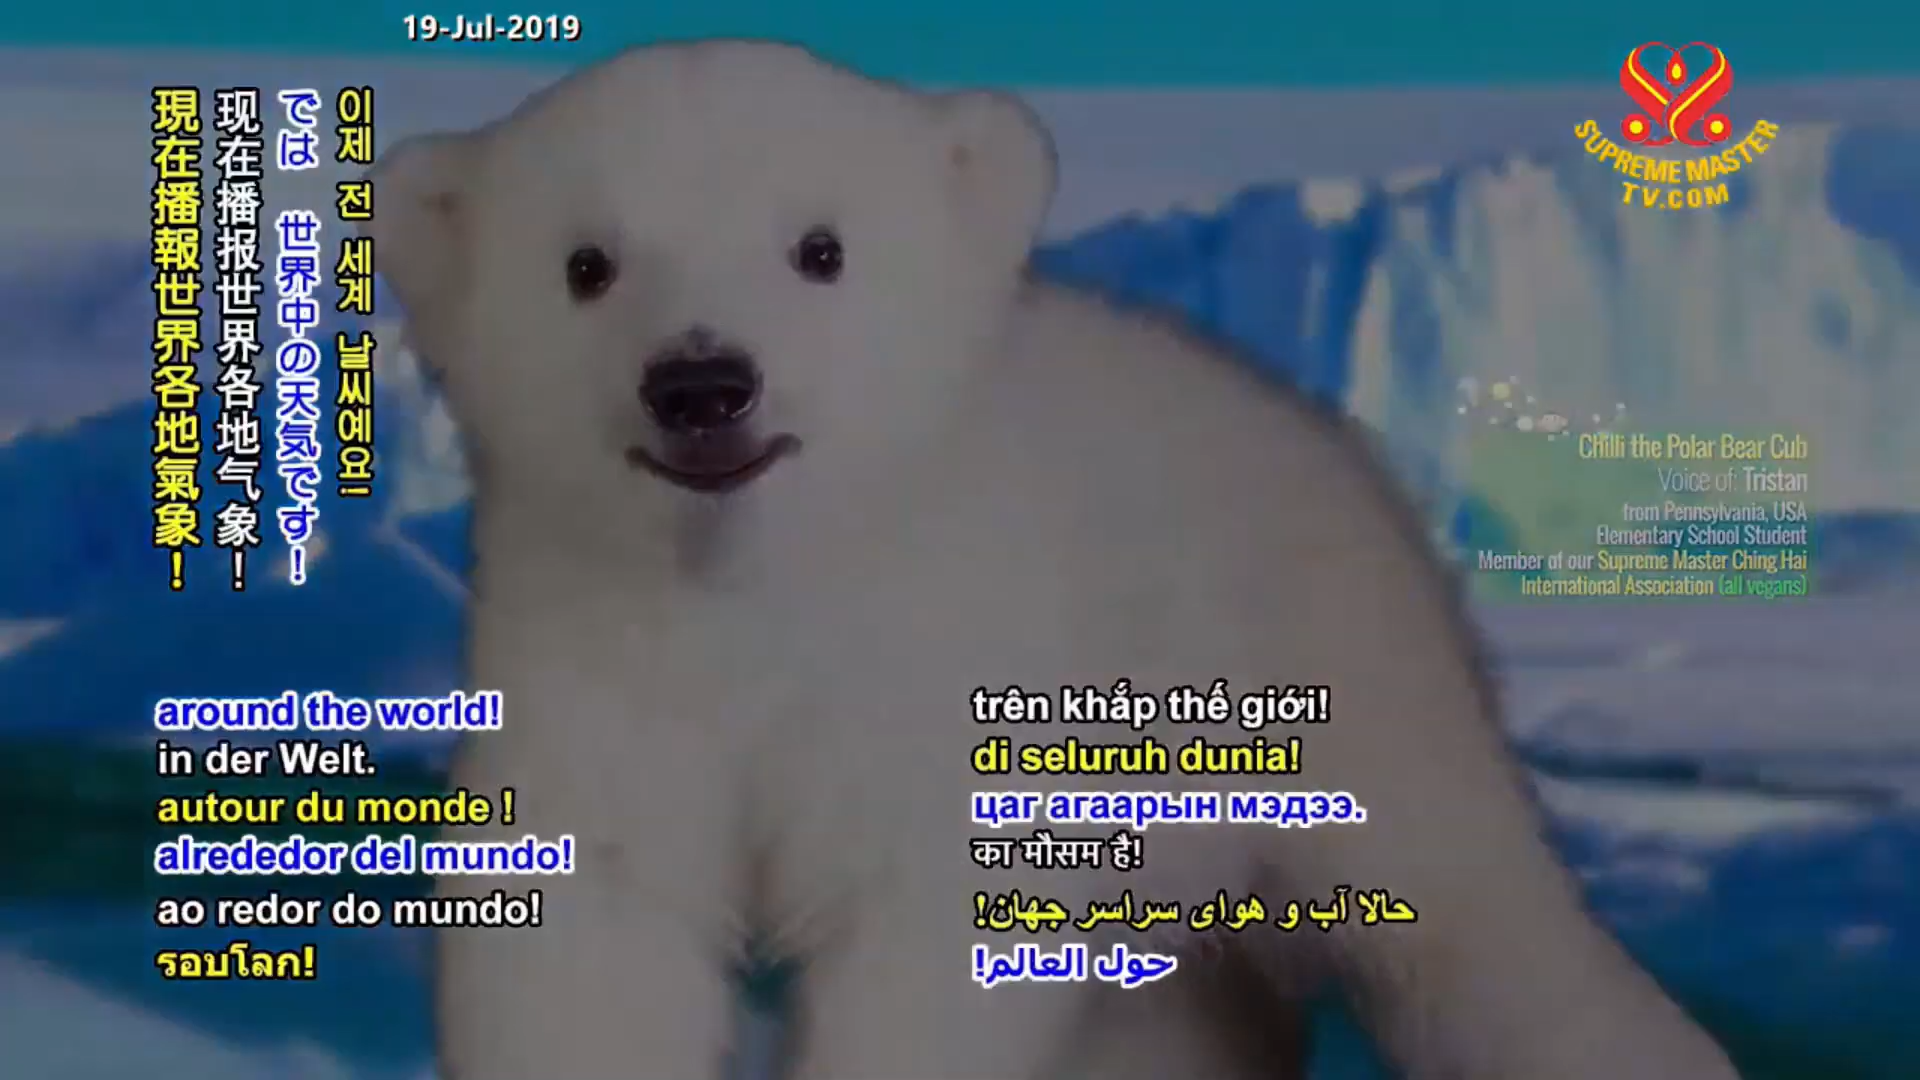 19-Jul-2019
SUPREME MASTER
TV.COM
現在播報世界各地氣象！
现在播报世界各地气象！
では 世界中の天気です！
이제 전 세계 날씨예요!
Chilli the Polar Bear Cub
Voice of: Tristan
from Pennsylvania, USA
Elementary School Student
Member of our Supreme Master Ching Hai
International Association (all vegans)
around the world!
in der Welt.
autour du monde !
alrededor del mundo!
ao redor do mundo!
รอบโลก!
trên khắp thế giới!
di seluruh dunia!
цаг агаарын мэдээ.
का मौसम है!
حالا آب و هوای سراسر جهان!
حول العالم!